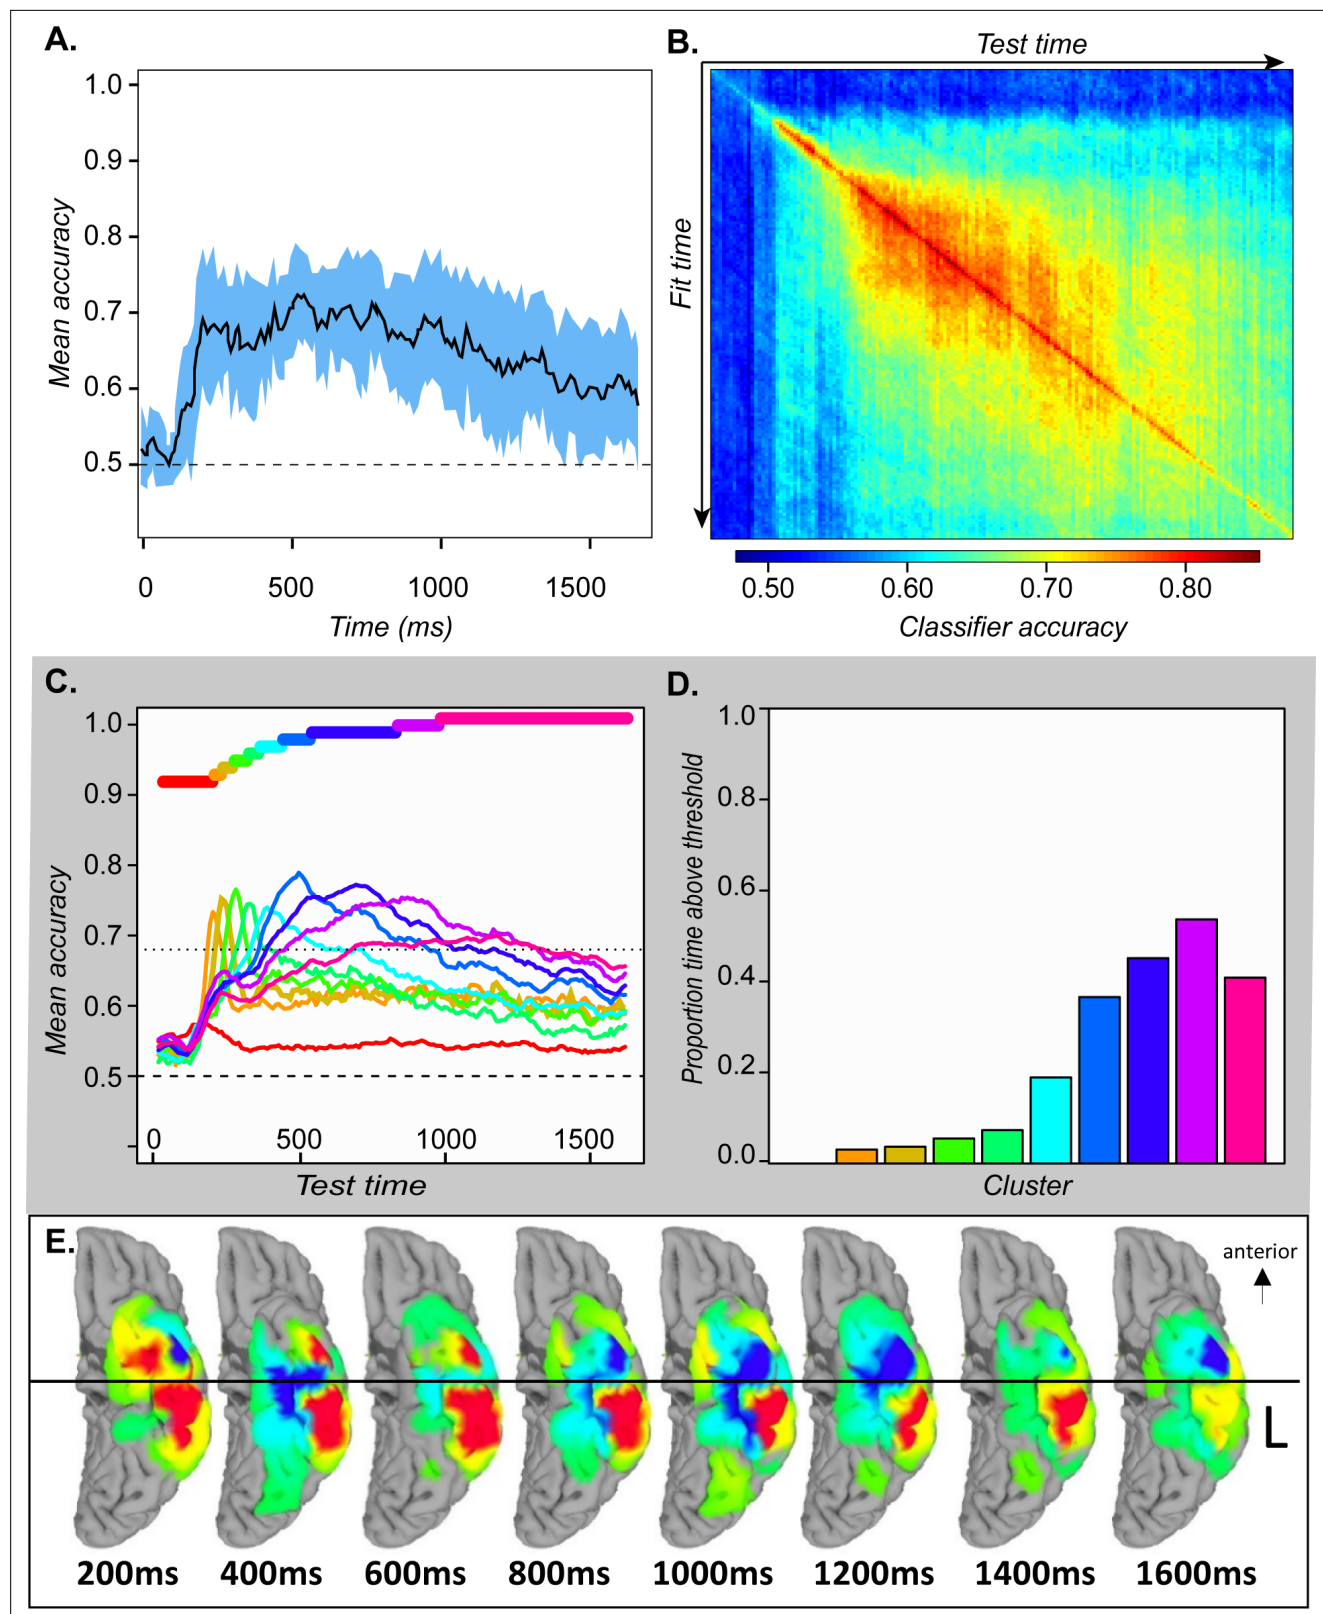 A.
1.0
0.9
0.8
0.7
0.6
0.5
Mean accuracy
0 500 1000 1500
Time (ms)
B.
Test time
Fit time
0.50 0.60 0.70 0.80
Classifier accuracy
C.
1.0
0.9
0.8
0.7
0.6
0.5
Mean accuracy
0 500 1000 1500
Test time
D.
1.0
0.8
0.6
0.4
0.2
0.0
Proportion time above threshold
Cluster
E.
anterior
L
200ms 400ms 600ms 800ms 1000ms 1200ms 1400ms 1600ms